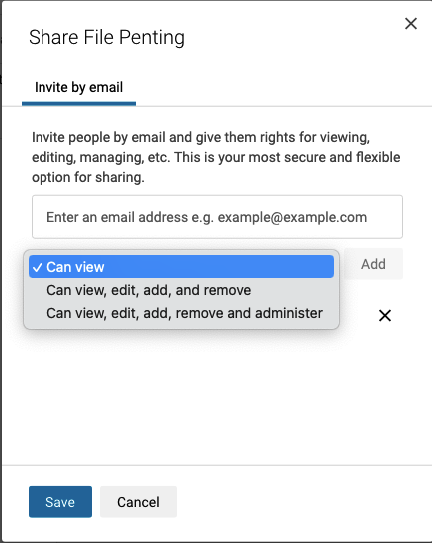 Share File Penting
Invite by email
Invite people by email and give them rights for viewing,
editing, managing, etc. This is your most secure and flexible
option for sharing.
Enter an email address e.g. example@example.com
Can view
Add
Can view, edit, add, and remove
Can view, edit, add, remove and administer
Save
Cancel